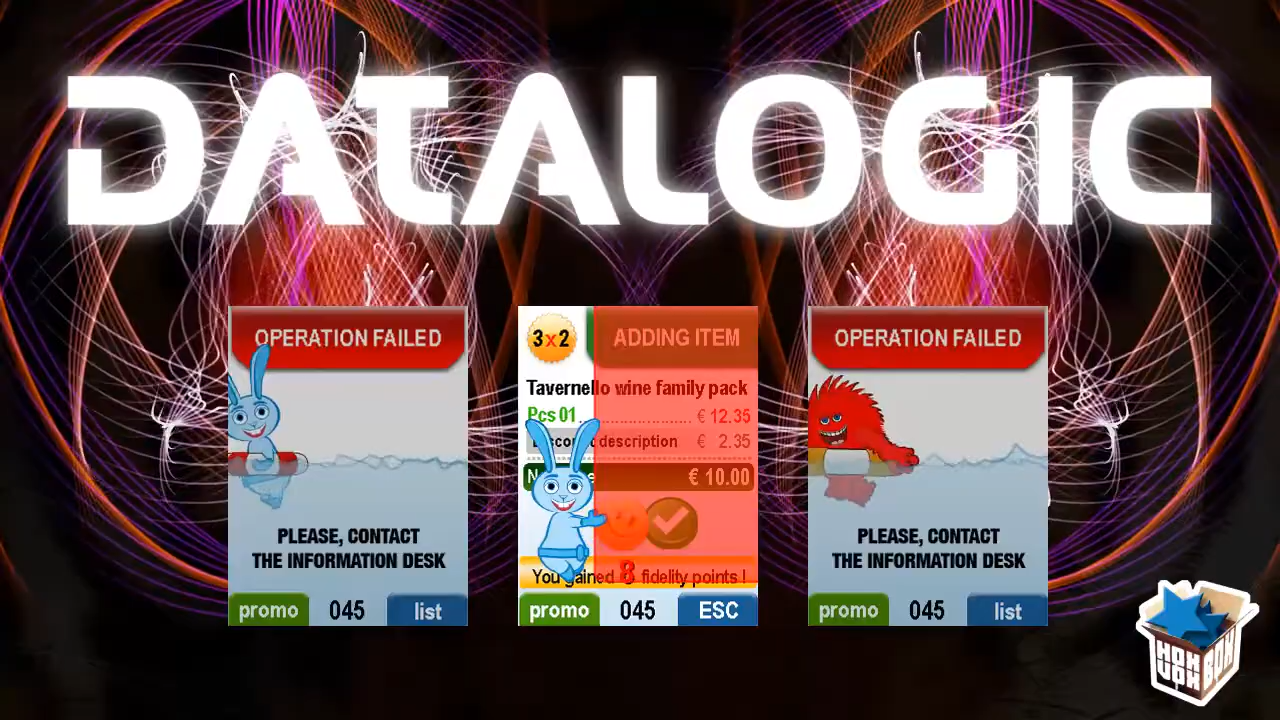 DATALOGIC
OPERATION FAILED
PLEASE, CONTACT
THE INFORMATION DESK
promo 045 list
3x2 ADDING ITEM
Tavernello wine family pack
Pcs 01 € 12.35
description € 2.35
€ 10.00
You gained 8 fidelity points !
promo 045 ESC
OPERATION FAILED
PLEASE, CONTACT
THE INFORMATION DESK
promo 045 list
BOX